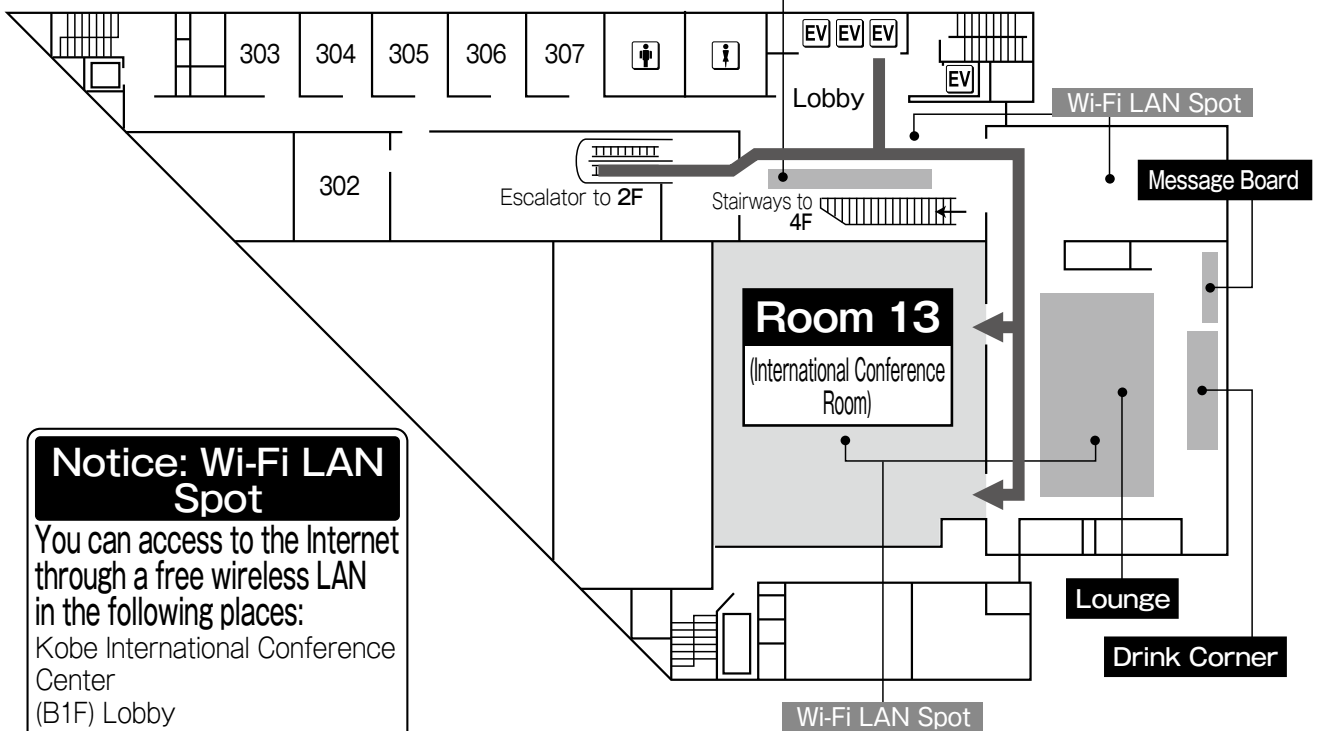 303
304
305
306
307
EV
EV
EV
EV
Lobby
Wi-Fi LAN Spot
Message Board
302
Escalator to 2F
Stairways to
4F
Room 13
(International Conference
Room)
Notice: Wi-Fi LAN
Spot
You can access to the Internet
through a free wireless LAN
in the following places:
Kobe International Conference
Center
(B1F) Lobby
Lounge
Drink Corner
Wi-Fi LAN Spot